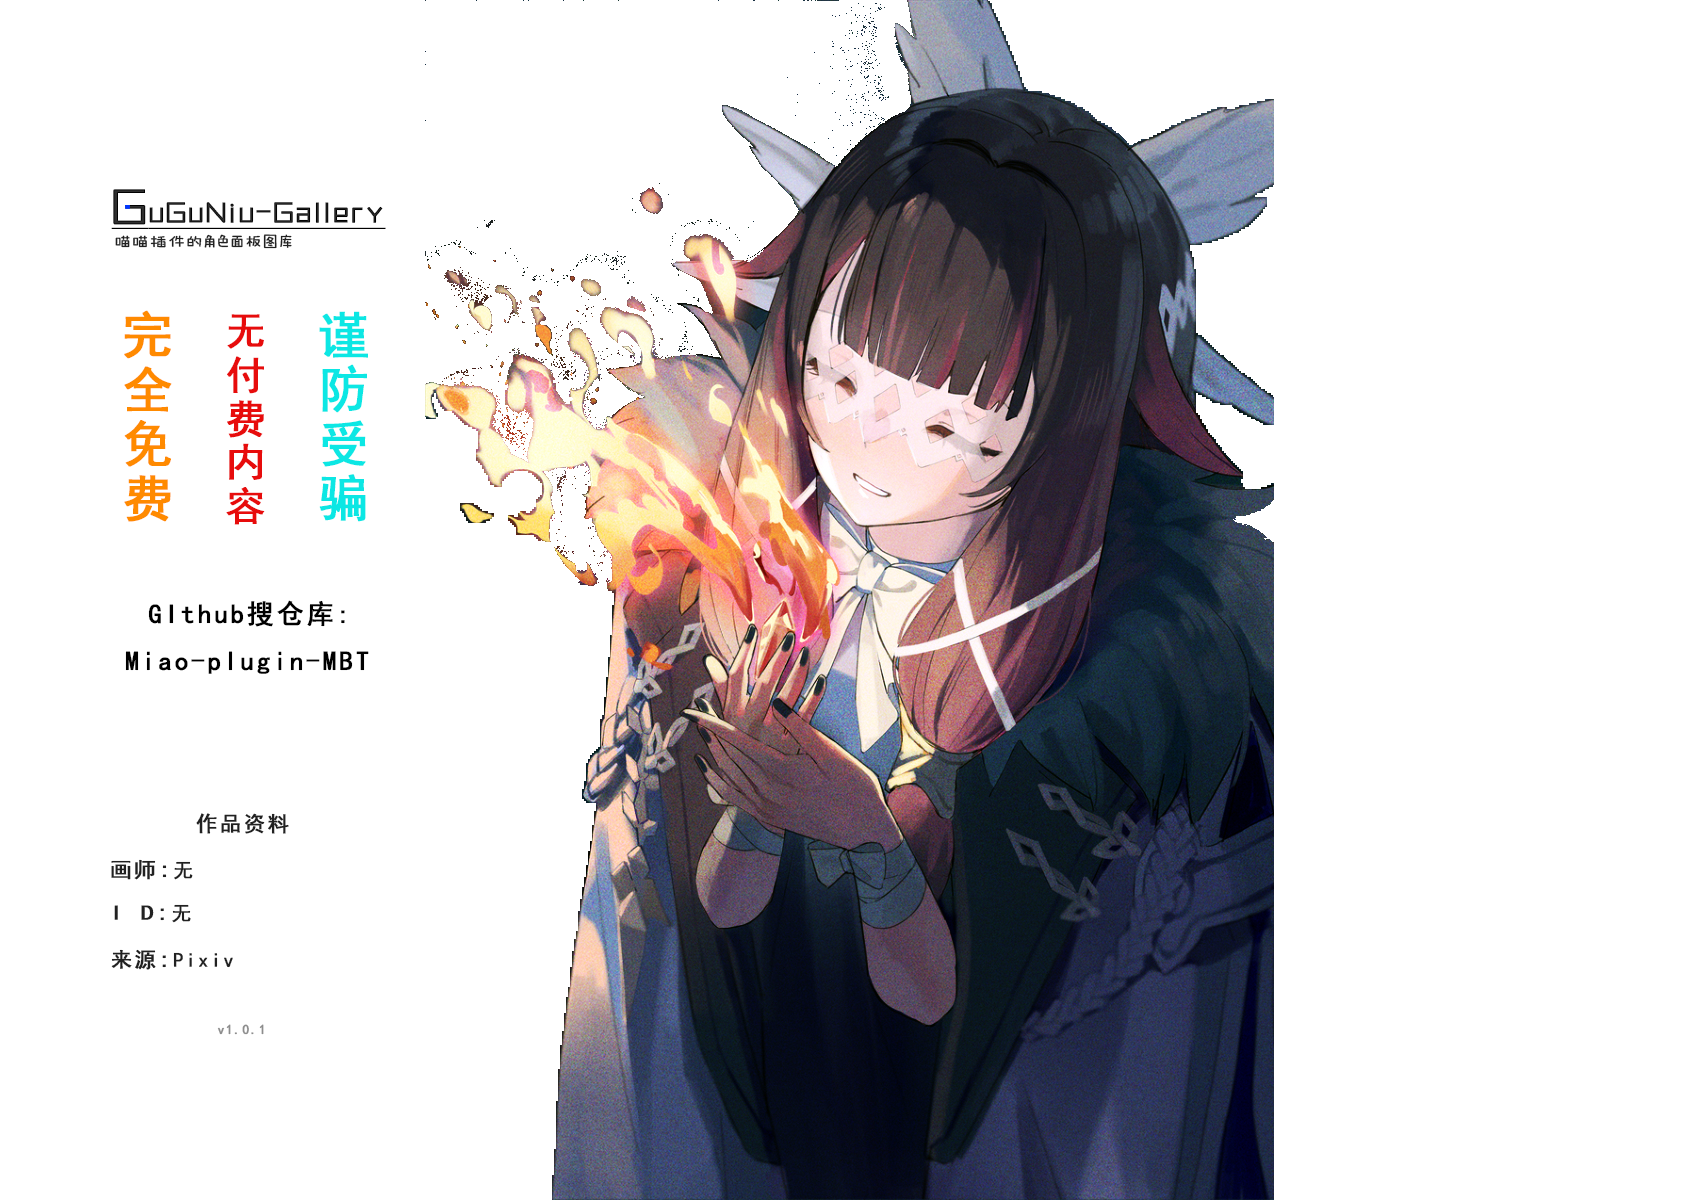 GuGuNiu-Gallery
喵喵插件的角色面板图库
完全免费
无付费内容
谨防受骗
GIthub搜仓库:
Miao-plugin-MBT
作品资料
画师:无
I D:无
来源:Pixiv
v1.0.1